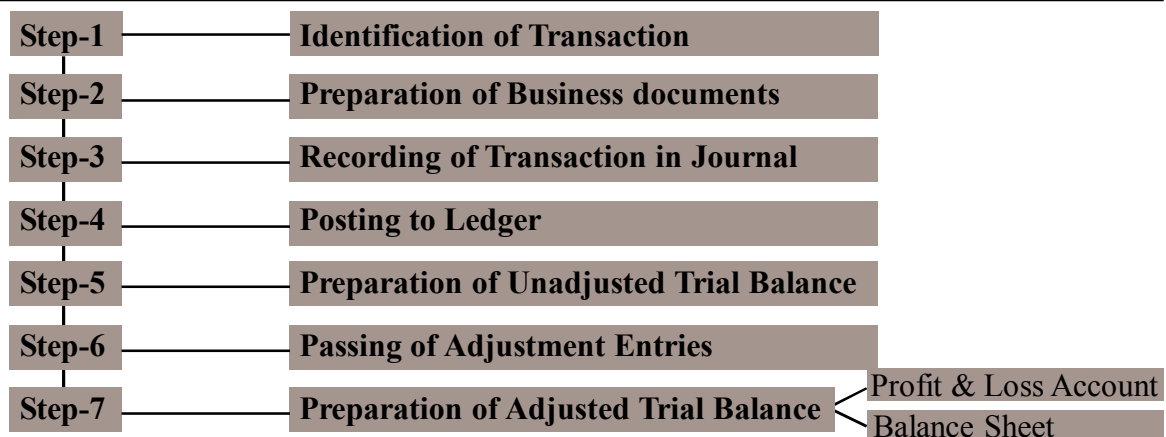 Step-1 Identification of Transaction
Step-2 Preparation of Business documents
Step-3 Recording of Transaction in Journal
Step-4 Posting to Ledger
Step-5 Preparation of Unadjusted Trial Balance
Step-6 Passing of Adjustment Entries
Step-7 Preparation of Adjusted Trial Balance
Profit & Loss Account
Balance Sheet